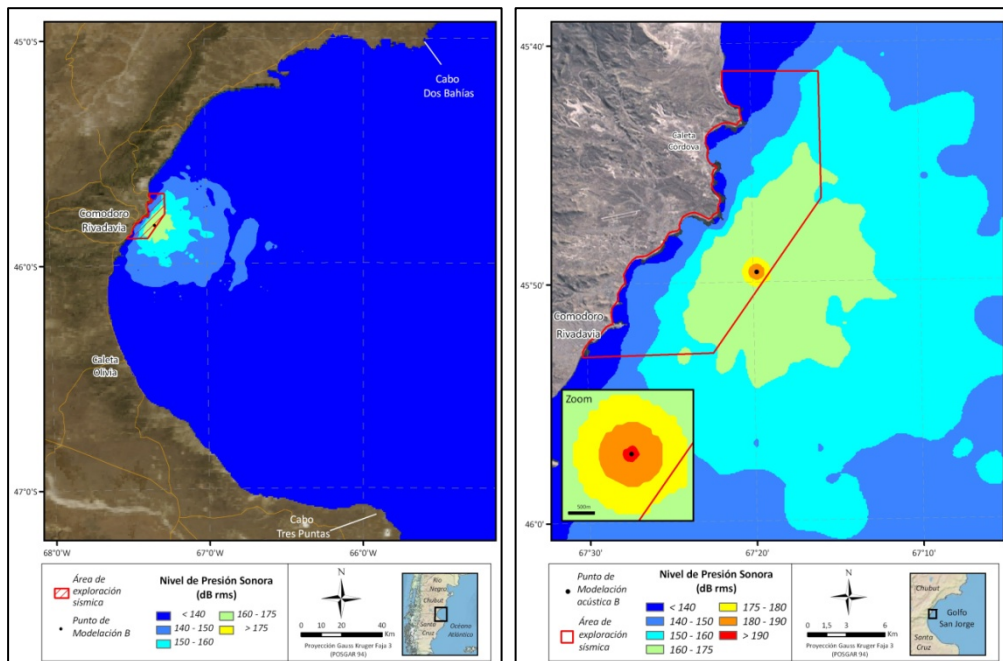 45°0'S
Cabo
Dos Bahías
Comodoro
Rivadavia
46°0'S
Caleta
Olivia
47°0'S
Cabo
Tres Puntas
68°0'W
67°0'W
66°0'W
Área de
exploración
sísmica
Punto de
Modelación B
Nivel de Presión Sonora
(dB rms)
< 140
140 - 150
150 - 160
160 - 175
> 175
N
0 20 40
Km
Proyección Gauss Kruger Faja 3
(POSGAR 94)
Río
Negro
Chubut
Santa
Cruz
Océano
Atlántico
45°40'
Caleta
Cordova
45°50'
Comodoro
Rivadavia
Zoom
500m
46°0'
67°30'
67°20'
67°10'
Punto de
Modelación
acústica B
Área de
exploración
sísmica
Nivel de Presión Sonora
(dB rms)
< 140
140 - 150
150 - 160
160 - 175
175 - 180
180 - 190
> 190
N
0 1,5 3 6
Km
Proyección Gauss Kruger Faja 3
(POSGAR 94)
Chubut
Golfo
San Jorge
Santa
Cruz